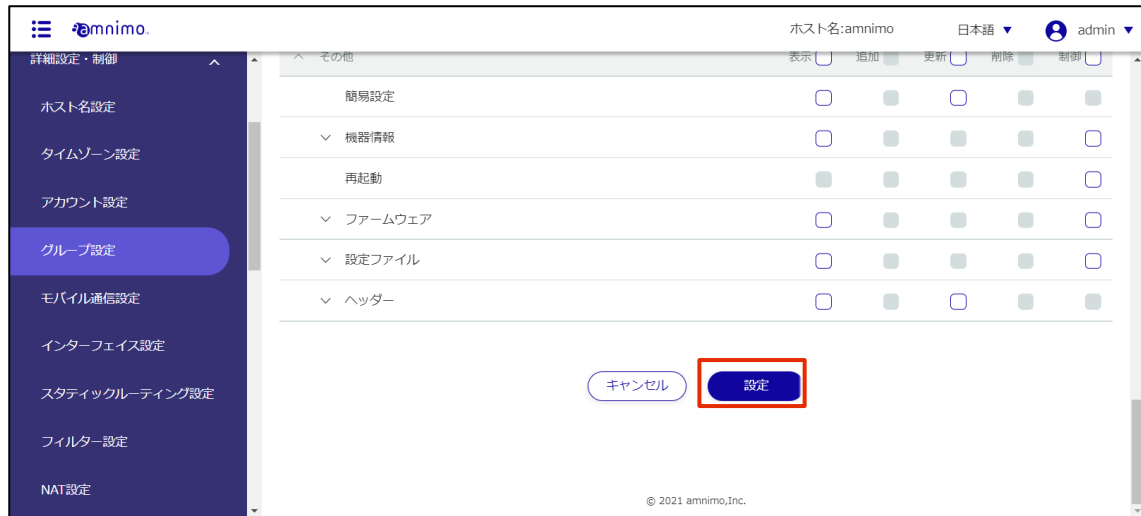 amnimo.
ホスト名:amnimo 日本語 ▼ admin ▼
詳細設定・制御
ホスト名設定
タイムゾーン設定
アカウント設定
グループ設定
モバイル通信設定
インターフェイス設定
スタティックルーティング設定
フィルター設定
NAT設定
その他 表示 追加 更新 削除 制御
簡易設定
機器情報
再起動
ファームウェア
設定ファイル
ヘッダー
キャンセル 設定
© 2021 amnimo,Inc.